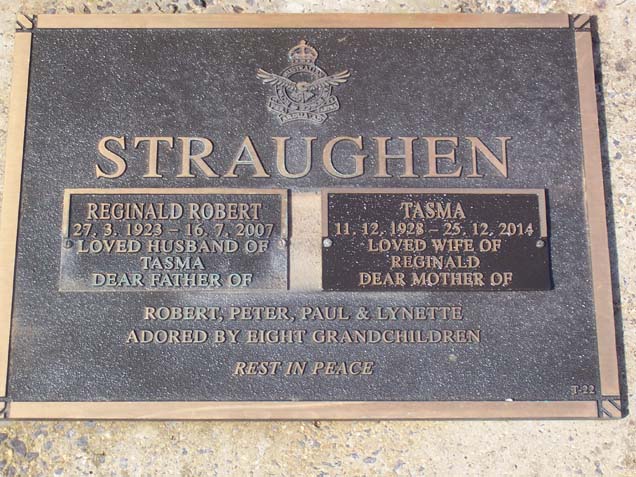 STRAUGHEN
REGINALD ROBERT
27. 3. 1923 – 16. 7. 2007
LOVED HUSBAND OF
TASMA
DEAR FATHER OF
TASMA
11. 12. 1928 – 25. 12. 2014
LOVED WIFE OF
REGINALD
DEAR MOTHER OF
ROBERT, PETER, PAUL & LYNETTE
ADORED BY EIGHT GRANDCHILDREN
REST IN PEACE
T-22